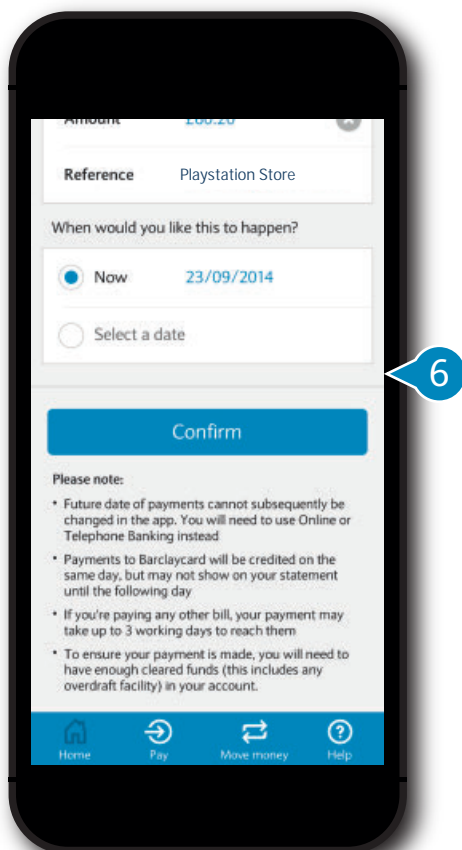 Reference Playstation Store
When would you like this to happen?
Now 23/09/2014
Select a date
6
Confirm
Please note:
• Future date of payments cannot subsequently be
changed in the app. You will need to use Online or
Telephone Banking instead
• Payments to Barclaycard will be credited on the
same day, but may not show on your statement
until the following day
• If you're paying any other bill, your payment may
take up to 3 working days to reach them
• To ensure your payment is made, you will need to
have enough cleared funds (this includes any
overdraft facility) in your account.
Home Pay Move money Help